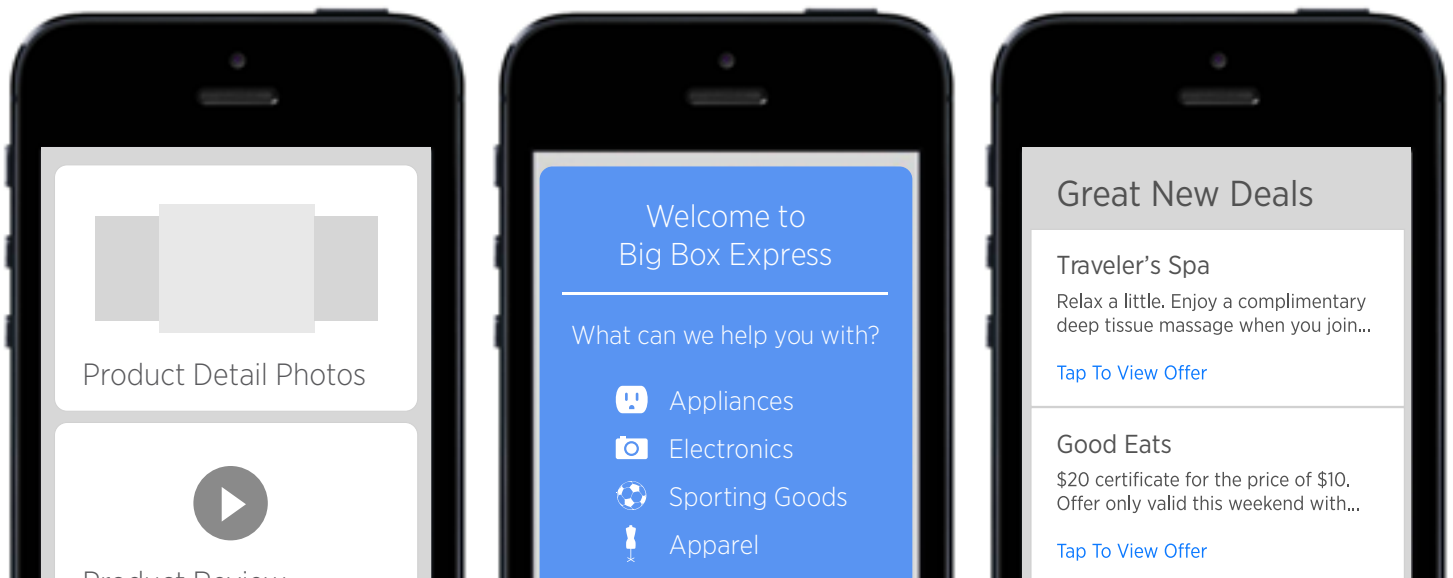 Product Detail Photos
Product Review
Welcome to
Big Box Express
What can we help you with?
Appliances
Electronics
Sporting Goods
Apparel
Great New Deals
Traveler's Spa
Relax a little. Enjoy a complimentary
deep tissue massage when you join...
Tap To View Offer
Good Eats
$20 certificate for the price of $10.
Offer only valid this weekend with...
Tap To View Offer